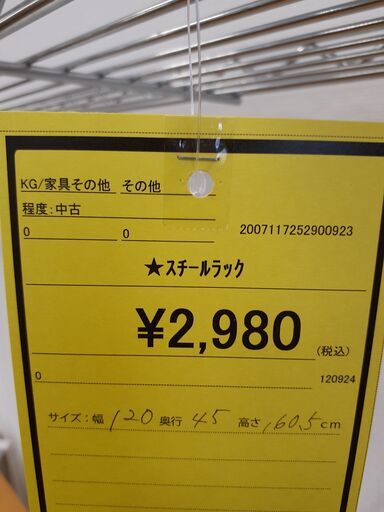 KG/家具その他 その他
程度:中古
0 0 2007117252900923
★スチールラック
¥2,980 (税込)
0 120924
サイズ:幅 120 奥行 45 高さ 160.5 cm